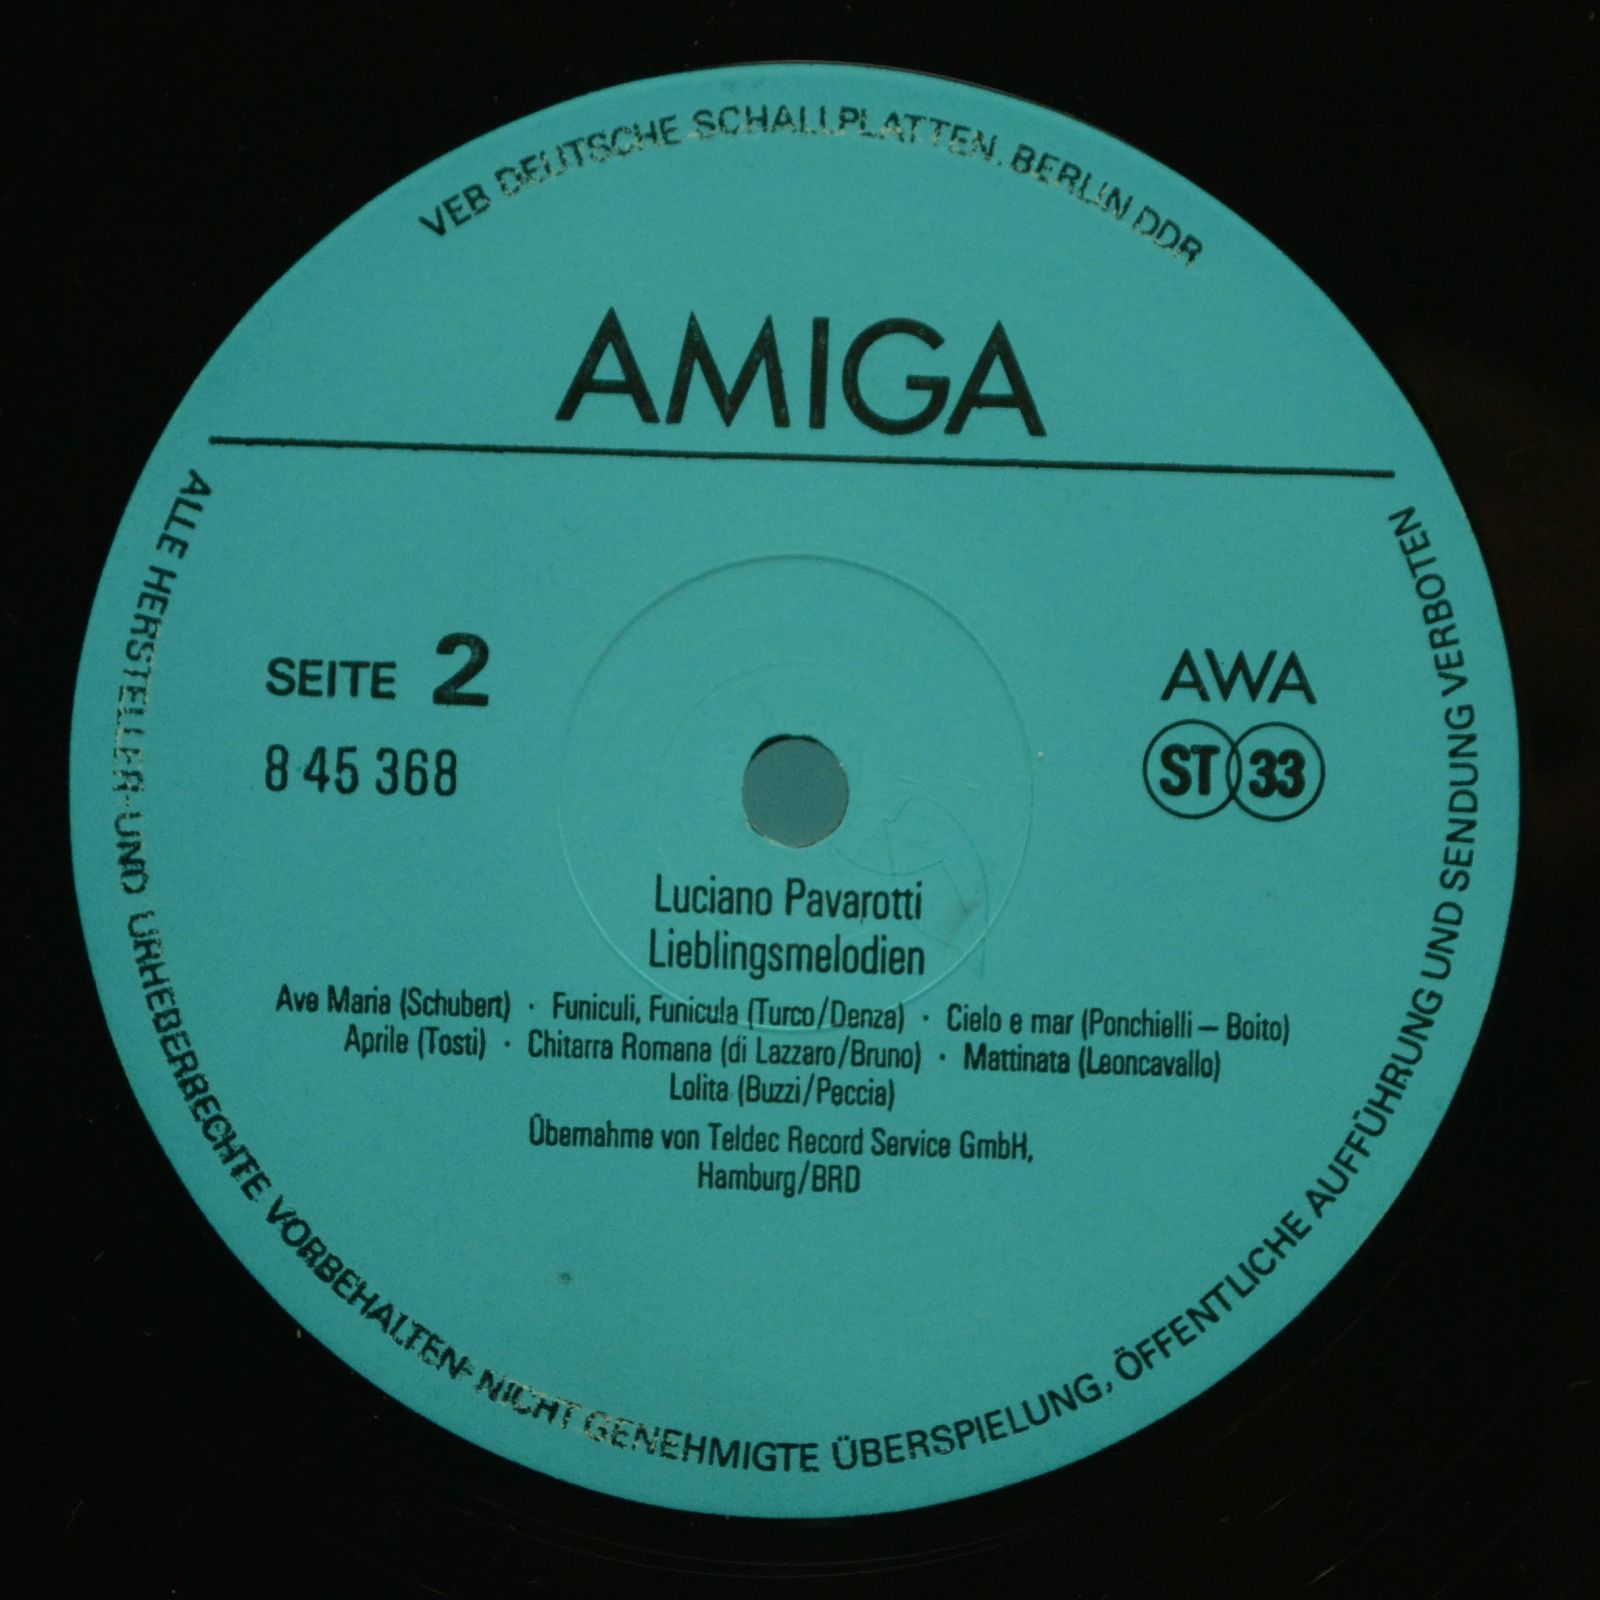 VEB DEUTSCHE SCHALLPLATTEN, BERLIN DDR
AMIGA
SEITE 2
8 45 368
AWA
ST 33
Luciano Pavarotti
Lieblingsmelodien
Ave Maria (Schubert) · Funiculi, Funicula (Turco/Denza) · Cielo e mar (Ponchielli – Boito)
Aprile (Tosti) · Chitarra Romana (di Lazzaro/Bruno) · Mattinata (Leoncavallo)
Lolita (Buzzi/Peccia)
Übernahme von Teldec Record Service GmbH,
Hamburg/BRD
ALLE HERSTELLER- UND URHEBERRECHTE VORBEHALTEN- NICHT GENEHMIGTE ÜBERSPIELUNG, ÖFFENTLICHE AUFFÜHRUNG UND SENDUNG VERBOTEN